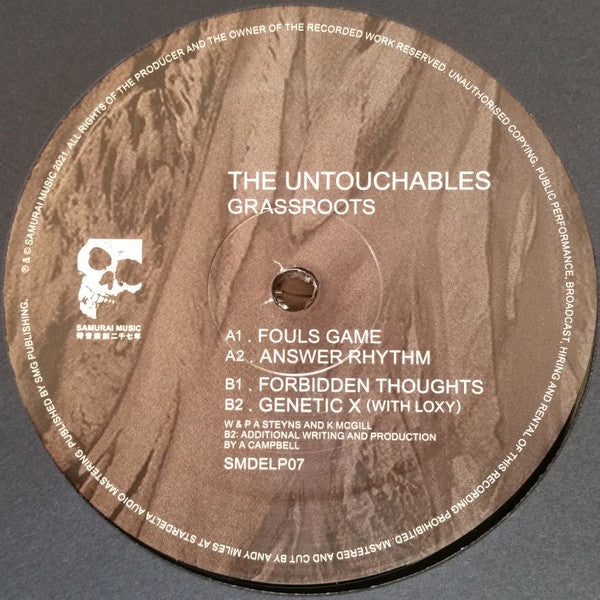 THE UNTOUCHABLES
GRASSROOTS
A1 . FOULS GAME
A2 . ANSWER RHYTHM
B1 . FORBIDDEN THOUGHTS
B2 . GENETIC X (WITH LOXY)
W & P A STEYNS AND K MCGILL
B2: ADDITIONAL WRITING AND PRODUCTION
BY A CAMPBELL
SMDELP07
SAMURAI MUSIC
℗ & © SAMURAI MUSIC 2021. ALL RIGHTS OF THE PRODUCER AND THE OWNER OF THE RECORDED WORK RESERVED. UNAUTHORISED COPYING, PUBLIC PERFORMANCE, BROADCAST, HIRING AND RENTAL OF THIS RECORDING PROHIBITED. MASTERED AND CUT BY ANDY MILES AT STARDELTA AUDIO MASTERING PUBLISHED BY SMG PUBLISHING.